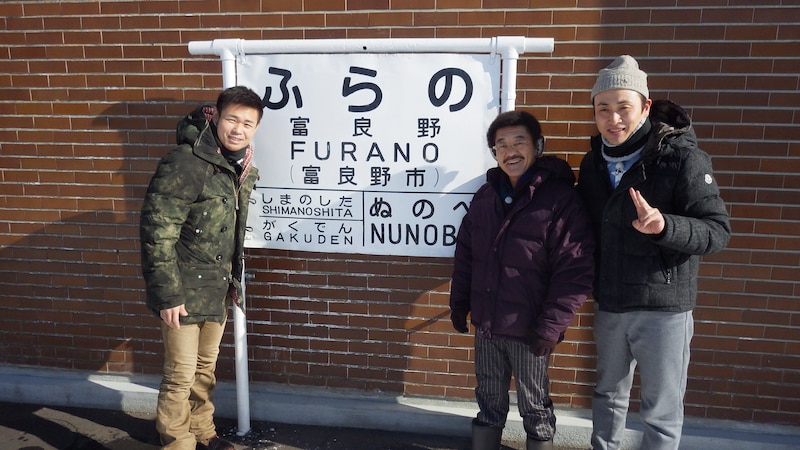 ふらの
富良野
FURANO
(富良野市)
しまのした
SHIMANOSHITA
がくでん
GAKUDEN
ぬのべ
NUNOB